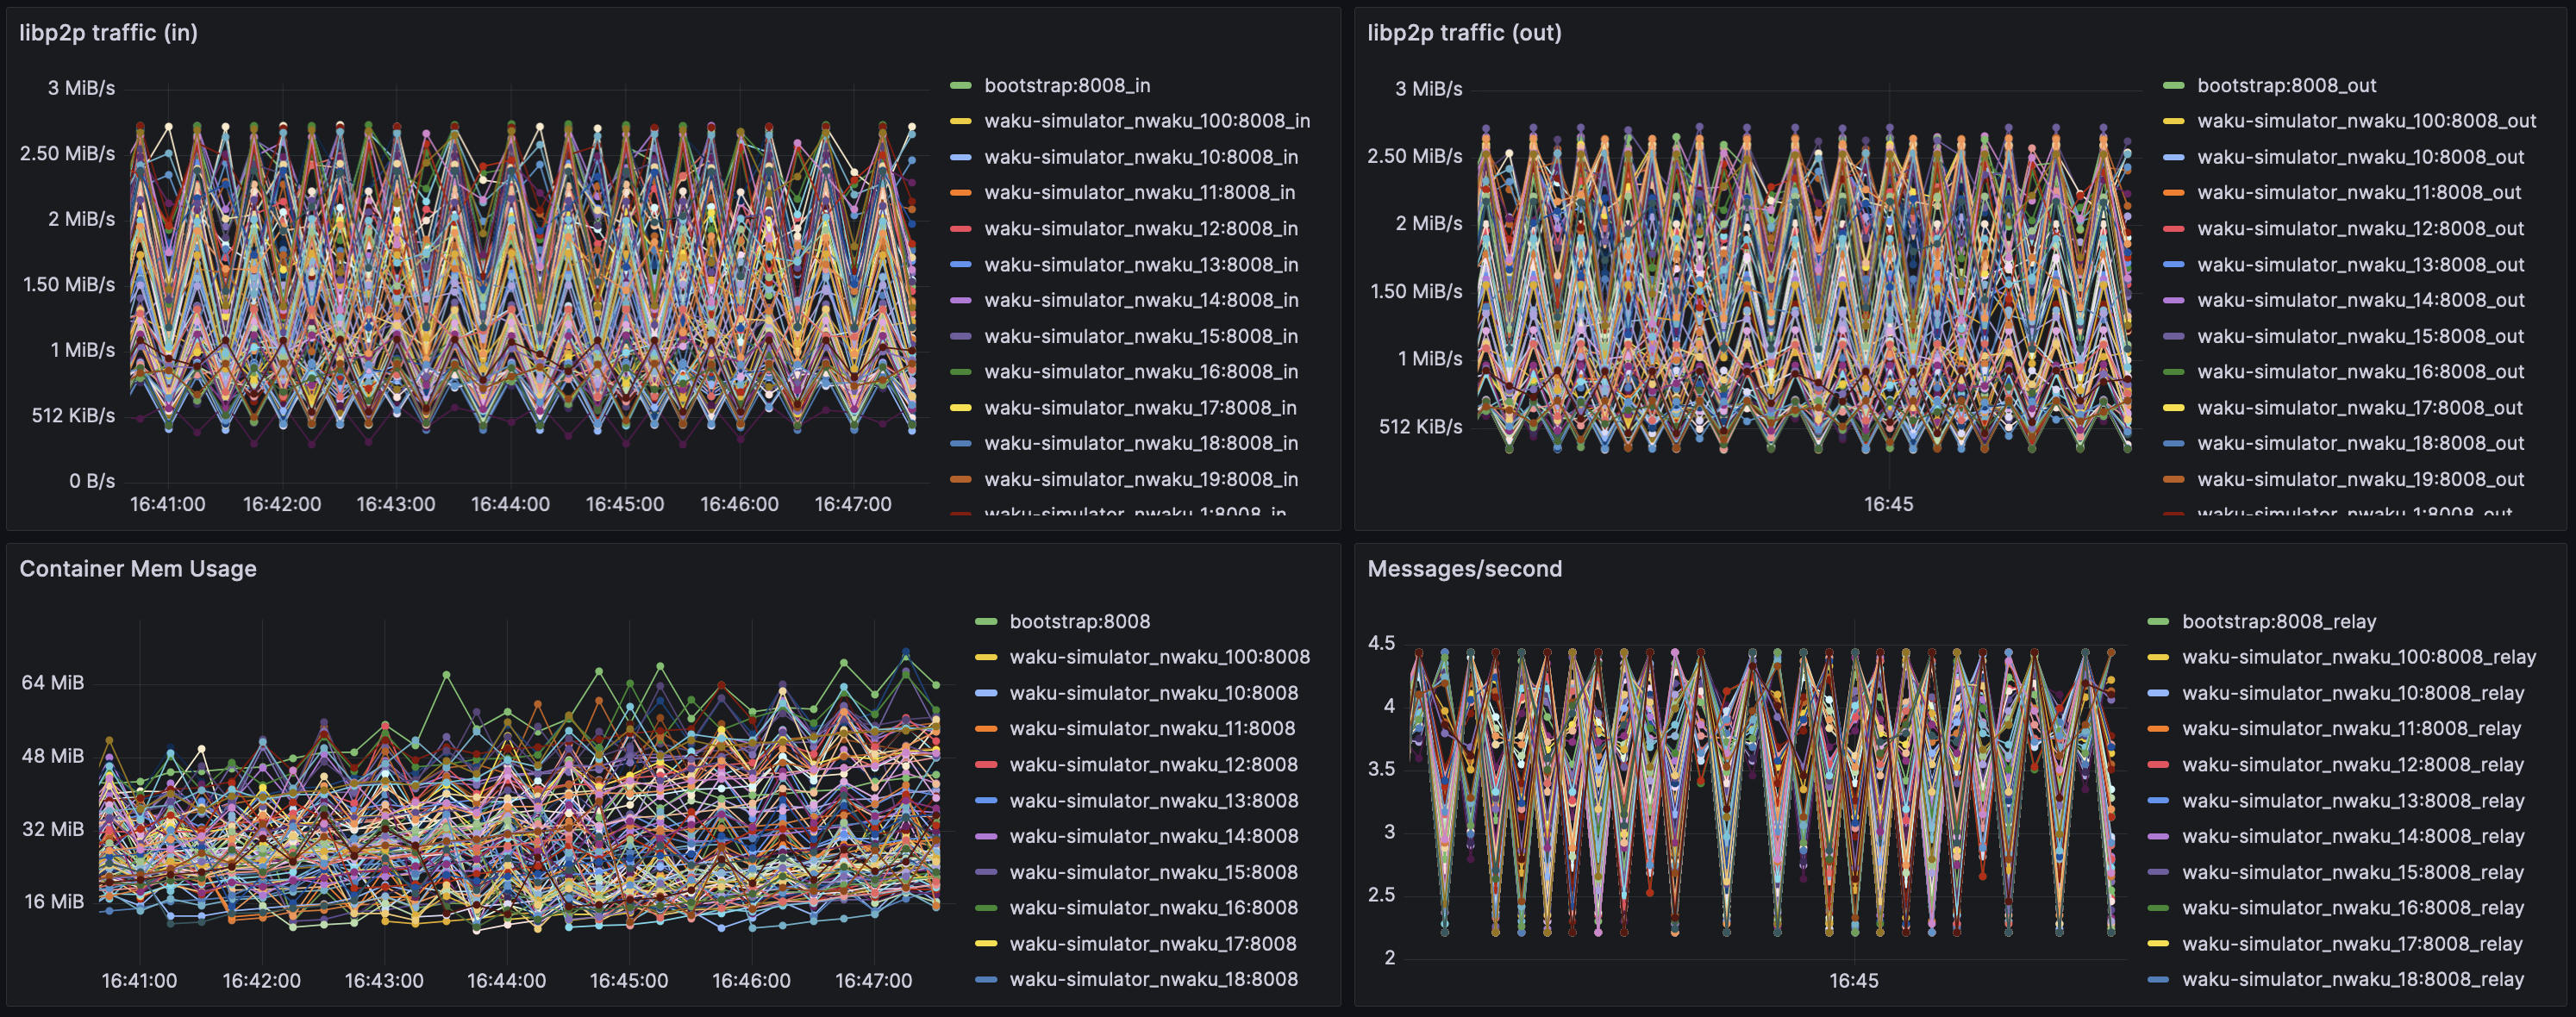 libp2p traffic (in)
3 MiB/s
2.50 MiB/s
2 MiB/s
1.50 MiB/s
1 MiB/s
512 KiB/s
0 B/s
16:41:00 16:42:00 16:43:00 16:44:00 16:45:00 16:46:00 16:47:00
bootstrap:8008_in
waku-simulator_nwaku_100:8008_in
waku-simulator_nwaku_10:8008_in
waku-simulator_nwaku_11:8008_in
waku-simulator_nwaku_12:8008_in
waku-simulator_nwaku_13:8008_in
waku-simulator_nwaku_14:8008_in
waku-simulator_nwaku_15:8008_in
waku-simulator_nwaku_16:8008_in
waku-simulator_nwaku_17:8008_in
waku-simulator_nwaku_18:8008_in
waku-simulator_nwaku_19:8008_in
waku-simulator_nwaku_1:8008_in
libp2p traffic (out)
3 MiB/s
2.50 MiB/s
2 MiB/s
1.50 MiB/s
1 MiB/s
512 KiB/s
16:45
bootstrap:8008_out
waku-simulator_nwaku_100:8008_out
waku-simulator_nwaku_10:8008_out
waku-simulator_nwaku_11:8008_out
waku-simulator_nwaku_12:8008_out
waku-simulator_nwaku_13:8008_out
waku-simulator_nwaku_14:8008_out
waku-simulator_nwaku_15:8008_out
waku-simulator_nwaku_16:8008_out
waku-simulator_nwaku_17:8008_out
waku-simulator_nwaku_18:8008_out
waku-simulator_nwaku_19:8008_out
waku-simulator_nwaku_1:8008_out
Container Mem Usage
64 MiB
48 MiB
32 MiB
16 MiB
16:41:00 16:42:00 16:43:00 16:44:00 16:45:00 16:46:00 16:47:00
bootstrap:8008
waku-simulator_nwaku_100:8008
waku-simulator_nwaku_10:8008
waku-simulator_nwaku_11:8008
waku-simulator_nwaku_12:8008
waku-simulator_nwaku_13:8008
waku-simulator_nwaku_14:8008
waku-simulator_nwaku_15:8008
waku-simulator_nwaku_16:8008
waku-simulator_nwaku_17:8008
waku-simulator_nwaku_18:8008
Messages/second
4.5
4
3.5
3
2.5
2
16:45
bootstrap:8008_relay
waku-simulator_nwaku_100:8008_relay
waku-simulator_nwaku_10:8008_relay
waku-simulator_nwaku_11:8008_relay
waku-simulator_nwaku_12:8008_relay
waku-simulator_nwaku_13:8008_relay
waku-simulator_nwaku_14:8008_relay
waku-simulator_nwaku_15:8008_relay
waku-simulator_nwaku_16:8008_relay
waku-simulator_nwaku_17:8008_relay
waku-simulator_nwaku_18:8008_relay